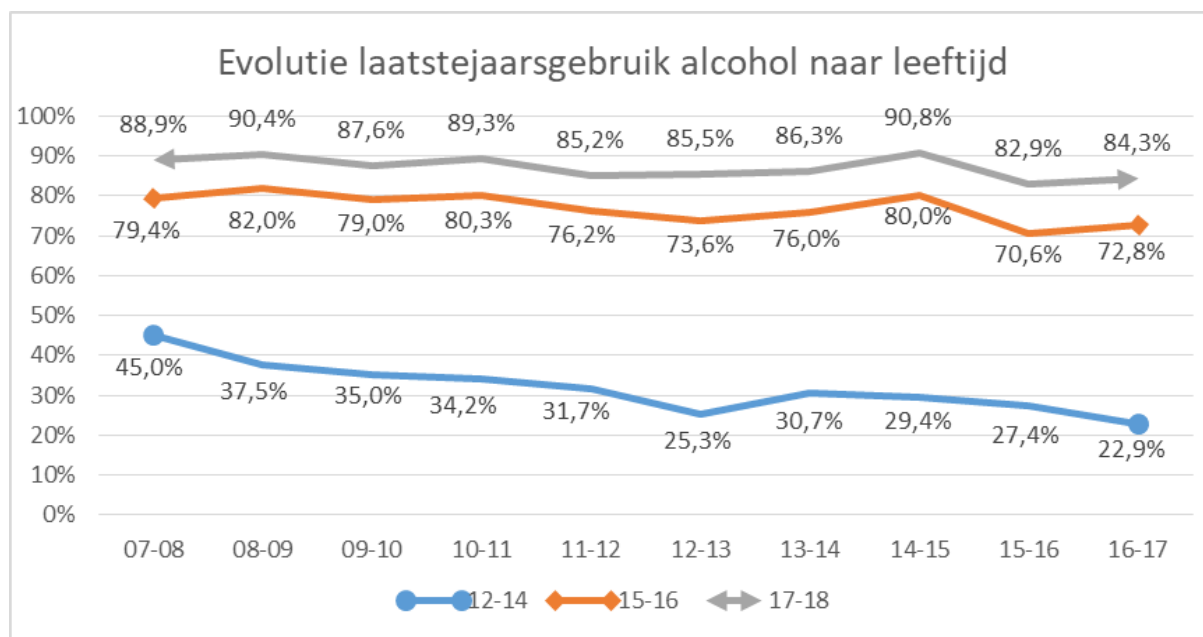 Evolutie laatstejaarsgebruik alcohol naar leeftijd
100%
90%
80%
70%
60%
50%
40%
30%
20%
10%
0%
88,9% 90,4% 87,6% 89,3% 85,2% 85,5% 86,3% 90,8% 82,9% 84,3%
79,4% 82,0% 79,0% 80,3% 76,2% 73,6% 76,0% 80,0% 70,6% 72,8%
45,0% 37,5% 35,0% 34,2% 31,7% 25,3% 30,7% 29,4% 27,4% 22,9%
07-08 08-09 09-10 10-11 11-12 12-13 13-14 14-15 15-16 16-17
12-14 15-16 17-18